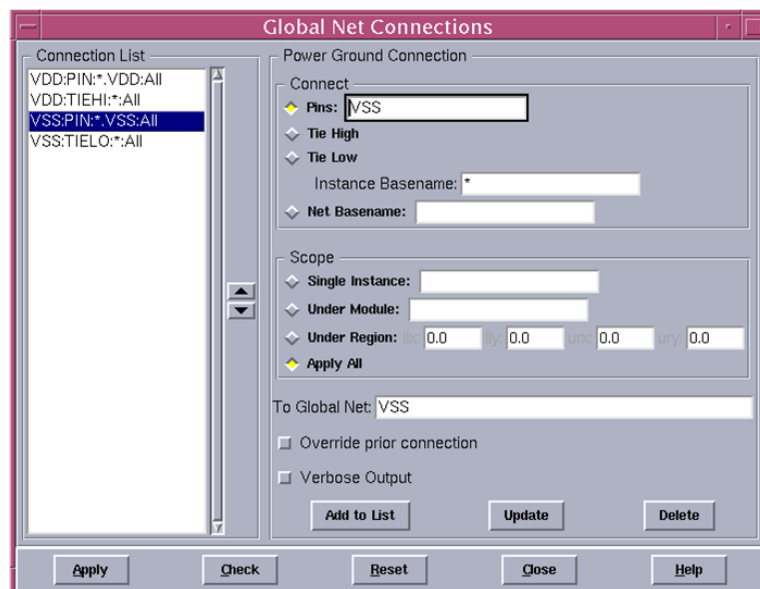 Global Net Connections
Connection List
VDD:PIN:*.VDD:All
VDD:TIEHI:*:All
VSS:PIN:*.VSS:All
VSS:TIELO:*:All
Power Ground Connection
Connect
Pins: VSS
Tie High
Tie Low
Instance Basename: *
Net Basename:
Scope
Single Instance:
Under Module:
Under Region: llx: 0.0 lly: 0.0 urx: 0.0 ury: 0.0
Apply All
To Global Net: VSS
Override prior connection
Verbose Output
Add to List Update Delete
Apply Check Reset Close Help